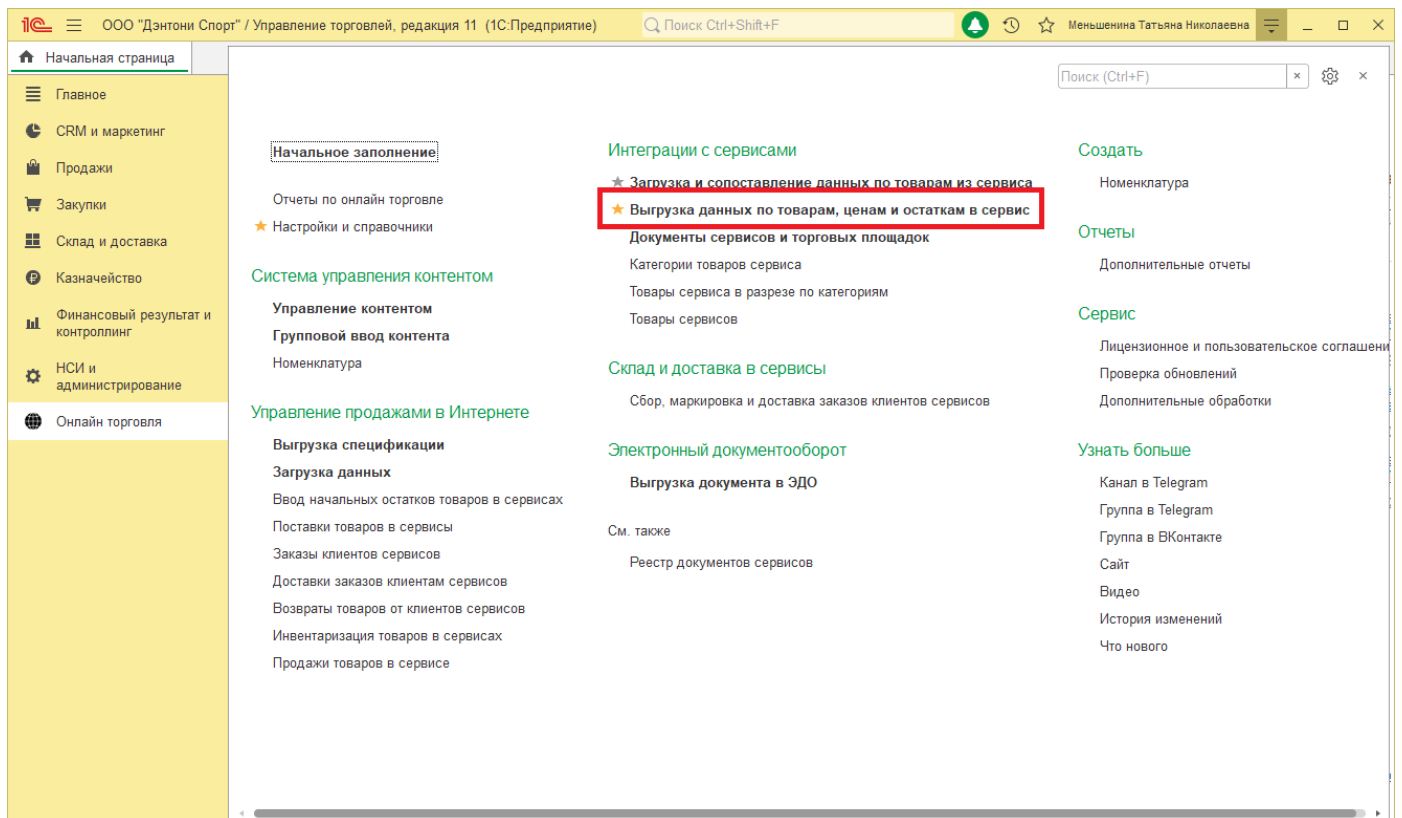 1С ООО "Дэнтони Спорт" / Управление торговлей, редакция 11 (1С:Предприятие) Поиск Ctrl+Shift+F Меньшенина Татьяна Николаевна
Начальная страница
Поиск (Ctrl+F)
Главное
CRM и маркетинг
Продажи
Закупки
Склад и доставка
Казначейство
Финансовый результат и
контроллинг
НСИ и
администрирование
Онлайн торговля
Начальное заполнение
Отчеты по онлайн торговле
Настройки и справочники
Система управления контентом
Управление контентом
Групповой ввод контента
Номенклатура
Управление продажами в Интернете
Выгрузка спецификации
Загрузка данных
Ввод начальных остатков товаров в сервисах
Поставки товаров в сервисы
Заказы клиентов сервисов
Доставки заказов клиентам сервисов
Возвраты товаров от клиентов сервисов
Инвентаризация товаров в сервисах
Продажи товаров в сервисе
Интеграции с сервисами
Загрузка и сопоставление данных по товарам из сервиса
Выгрузка данных по товарам, ценам и остаткам в сервис
Документы сервисов и торговых площадок
Категории товаров сервиса
Товары сервиса в разрезе по категориям
Товары сервисов
Склад и доставка в сервисы
Сбор, маркировка и доставка заказов клиентов сервисов
Электронный документооборот
Выгрузка документа в ЭДО
См. также
Реестр документов сервисов
Создать
Номенклатура
Отчеты
Дополнительные отчеты
Сервис
Лицензионное и пользовательское соглашени
Проверка обновлений
Дополнительные обработки
Узнать больше
Канал в Telegram
Группа в Telegram
Группа в ВКонтакте
Сайт
Видео
История изменений
Что нового